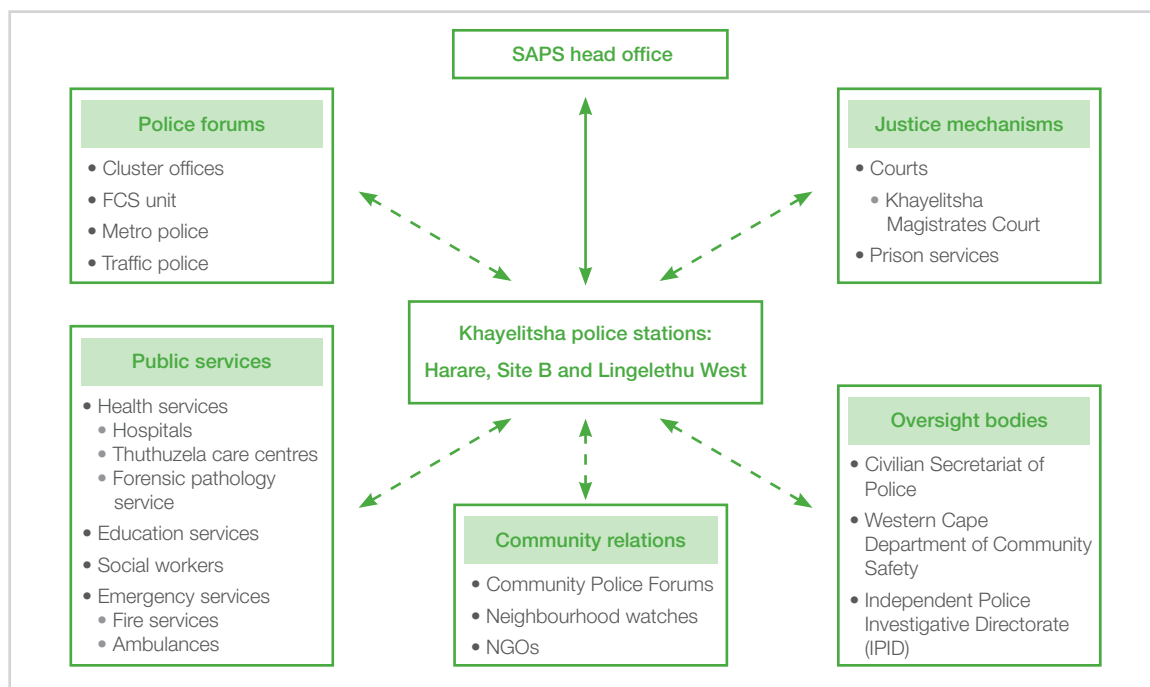 SAPS head office
Police forums
• Cluster offices
• FCS unit
• Metro police
• Traffic police
Justice mechanisms
• Courts
• Khayelitsha
Magistrates Court
• Prison services
Khayelitsha police stations:
Harare, Site B and Lingelethu West
Public services
• Health services
• Hospitals
• Thuthuzela care centres
• Forensic pathology
service
• Education services
• Social workers
• Emergency services
• Fire services
• Ambulances
Community relations
• Community Police Forums
• Neighbourhood watches
• NGOs
Oversight bodies
• Civilian Secretariat of
Police
• Western Cape
Department of Community
Safety
• Independent Police
Investigative Directorate
(IPID)